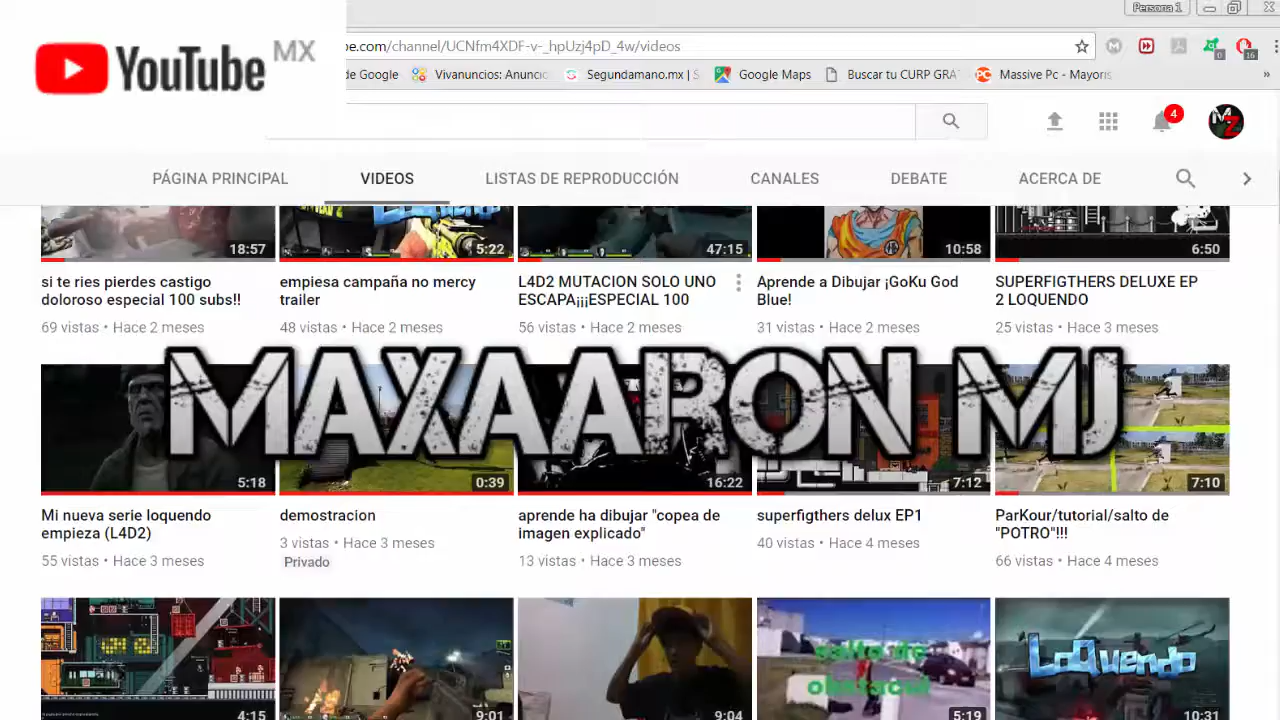 Persona 1
YouTube MX
be.com/channel/UCNfm4XRF-v-_hpUzj4pD_4w/videos
0
16
de Google
Vivanuncios: Anuncio
Segundamano.mx | S
Google Maps
Buscar tu CURP GRA
Massive Pc - Mayoris
»
4
MZ
PÁGINA PRINCIPAL
VIDEOS
LISTAS DE REPRODUCCIÓN
CANALES
DEBATE
ACERCA DE
18:57
5:22
47:15
10:58
6:50
si te ries pierdes castigo
doloroso especial 100 subs!!
69 vistas • Hace 2 meses
empiesa campaña no mercy
trailer
48 vistas • Hace 2 meses
L4D2 MUTACION SOLO UNO
ESCAPA¡¡¡ESPECIAL 100
56 vistas • Hace 2 meses
Aprende a Dibujar ¡GoKu God
Blue!
31 vistas • Hace 2 meses
SUPERFIGTHERS DELUXE EP
2 LOQUENDO
25 vistas • Hace 3 meses
MAXAARON MJ
5:18
0:39
16:22
7:12
7:10
Mi nueva serie loquendo
empieza (L4D2)
55 vistas • Hace 3 meses
demostracion
3 vistas • Hace 3 meses
Privado
aprende ha dibujar "copea de
imagen explicado"
13 vistas • Hace 3 meses
superfigthers delux EP1
40 vistas • Hace 4 meses
ParKour/tutorial/salto de
"POTRO"!!!
66 vistas • Hace 4 meses
salto de
obstacul
Loquendo
4:15
9:01
9:04
5:19
10:31